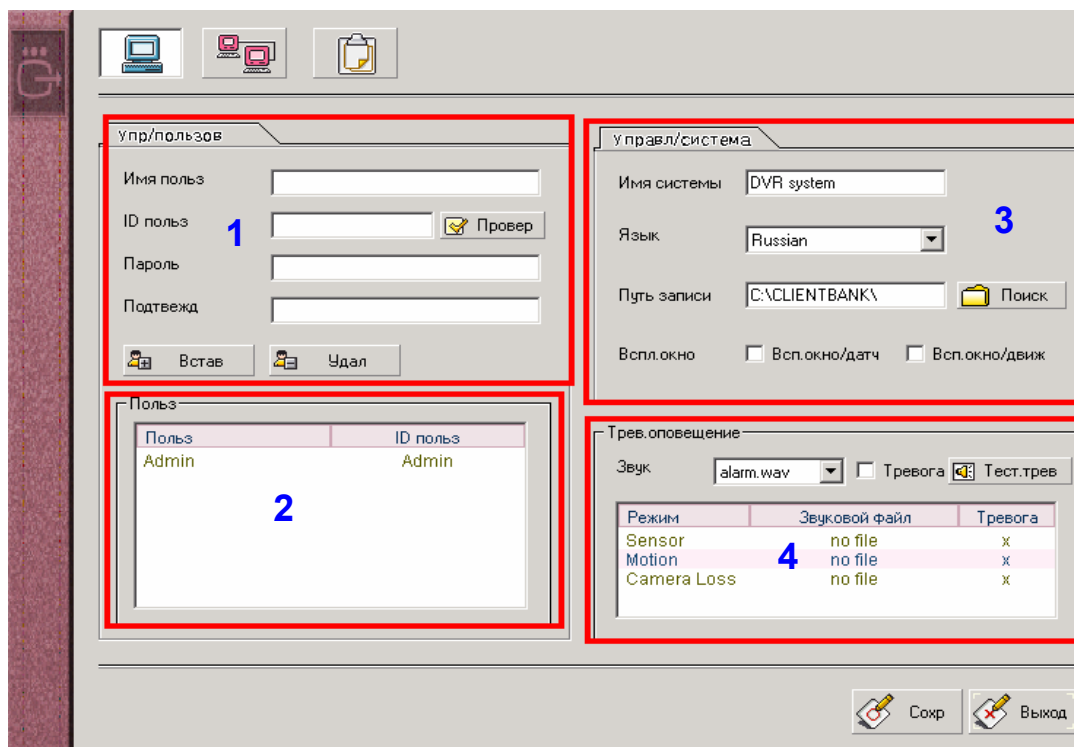 Упр/пользов
Имя польз
ID польз
Провер
Пароль
Подтвежд
Встав
Удал
1
Польз
Польз ID польз
Admin Admin
2
Управл/система
Имя системы DVR system
Язык Russian
Путь записи C:\CLIENTBANK\ Поиск
Вспл.окно Всп.окно/датч Всп.окно/движ
3
Трев.оповещение
Звук alarm.wav Тревога Тест.трев
Режим Звуковой файл Тревога
Sensor no file x
Motion no file x
Camera Loss no file x
4
Сохр Выход